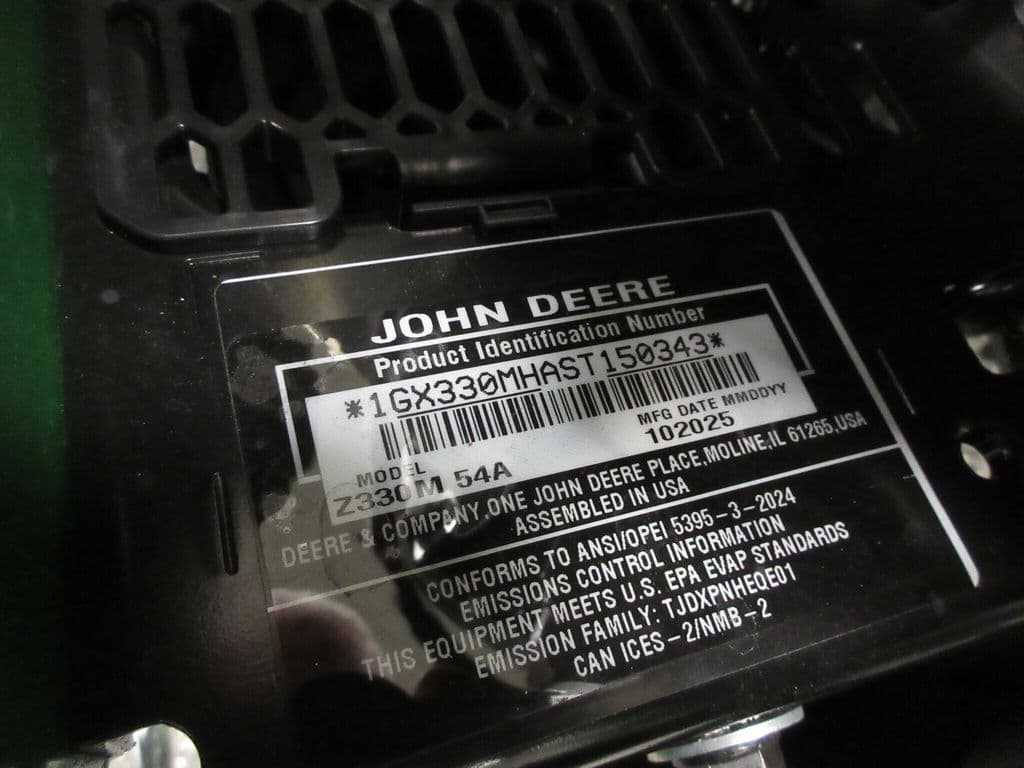 JOHN DEERE
Product Identification Number
*1GX330MHAST150343*
MFG DATE MMDDYY
102025
MODEL
Z330M 54A
DEERE & COMPANY,ONE JOHN DEERE PLACE,MOLINE,IL 61265,USA
ASSEMBLED IN USA
CONFORMS TO ANSI/OPEI 5395-3-2024
EMISSIONS CONTROL INFORMATION
THIS EQUIPMENT MEETS U.S. EPA EVAP STANDARDS
EMISSION FAMILY: TJDXPNHEQE01
CAN ICES-2/NMB-2